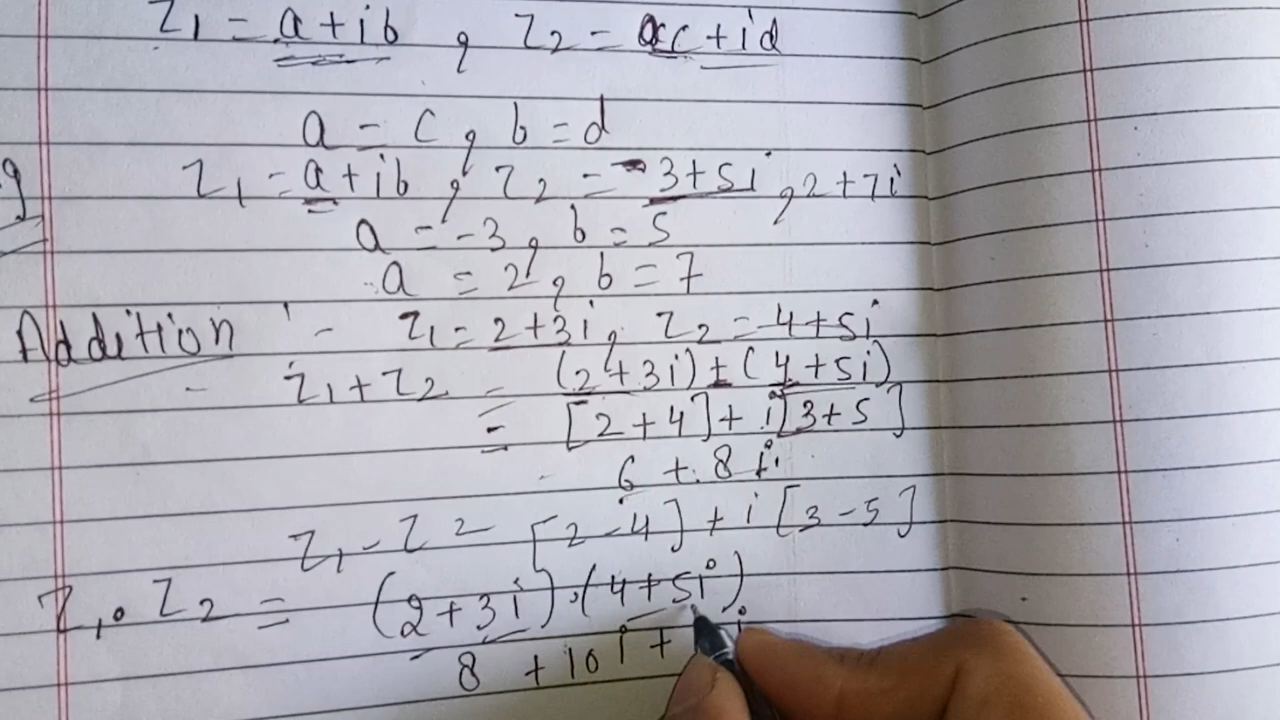 z₁ = a+ib , z₂ = c+id
a = c , b = d
z₁ = a+ib , z₂ = -3+5i , 2+7i
a = -3 , b = 5
a = 2 , b = 7
Addition :- z₁ = 2+3i , z₂ = 4+5i
z₁+z₂ = (2+3i)+(4+5i)
= [2+4]+i[3+5]
6 + 8i
z₁-z₂ [2-4]+i[3-5]
z₁.z₂ = (2+3i).(4+5i)
8 +10i +